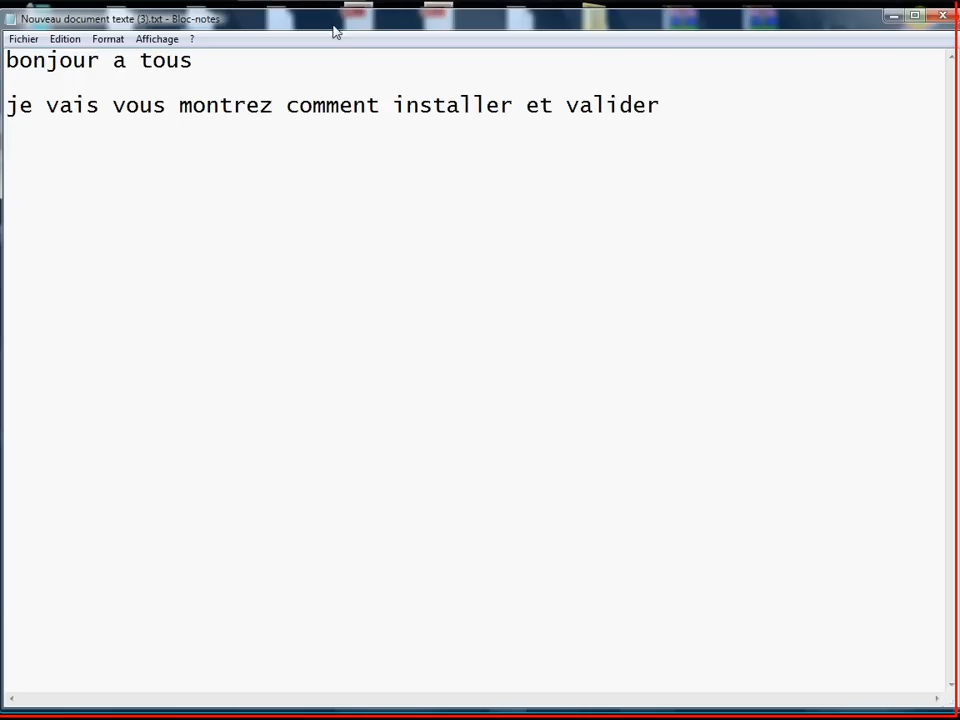 Nouveau document texte (3).txt - Bloc-notes
Fichier Edition Format Affichage ?
bonjour a tous
je vais vous montrez comment installer et valider